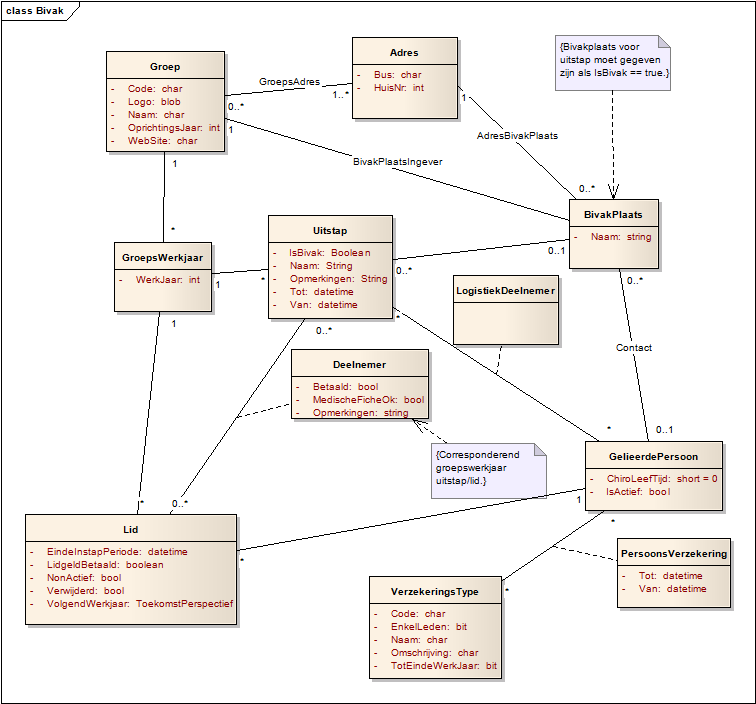 class Bivak
Groep
- Code: char
- Logo: blob
- Naam: char
- OprichtingsJaar: int
- WebSite: char
GroepsAdres
0..*
1..*
1
1
Adres
- Bus: char
- HuisNr: int
1
{Bivakplaats voor
uitstap moet gegeven
zijn als IsBivak == true.}
AdresBivakPlaats
BivakPlaatsIngever
0..*
BivakPlaats
- Naam: string
0..1
0..*
*
GroepsWerkjaar
- WerkJaar: int
1
*
1
Uitstap
- IsBivak: Boolean
- Naam: String
- Opmerkingen: String
- Tot: datetime
- Van: datetime
0..*
*
0..*
LogistiekDeelnemer
Contact
Deelnemer
- Betaald: bool
- MedischeFicheOk: bool
- Opmerkingen: string
{Corresponderend
groepswerkjaar
uitstap/lid.}
*
0..1
GelieerdePersoon
- ChiroLeefTijd: short = 0
- IsActief: bool
1
*
*
0..*
Lid
- EindeInstapPeriode: datetime
- LidgeldBetaald: boolean
- NonActief: bool
- Verwijderd: bool
- VolgendWerkjaar: ToekomstPerspectief
*
PersoonsVerzekering
- Tot: datetime
- Van: datetime
VerzekeringsType
- Code: char
- EnkelLeden: bit
- Naam: char
- Omschrijving: char
- TotEindeWerkJaar: bit
*